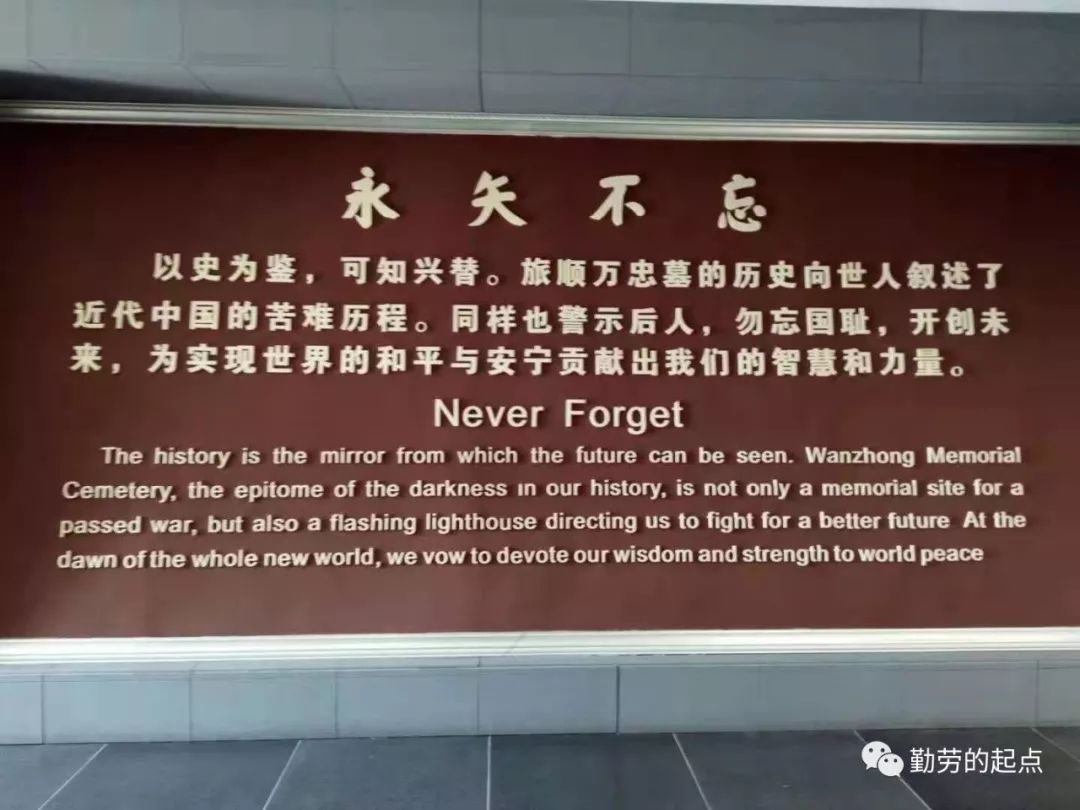 永矢不忘
以史为鉴，可知兴替。旅顺万忠墓的历史向世人叙述了
近代中国的苦难历程。同样也警示后人，勿忘国耻，开创未
来，为实现世界的和平与安宁贡献出我们的智慧和力量。
Never Forget
The history is the mirror from which the future can be seen. Wanzhong Memorial
Cemetery, the epitome of the darkness in our history, is not only a memorial site for a
passed war, but also a flashing lighthouse directing us to fight for a better future At the
dawn of the whole new world, we vow to devote our wisdom and strength to world peace
勤劳的起点